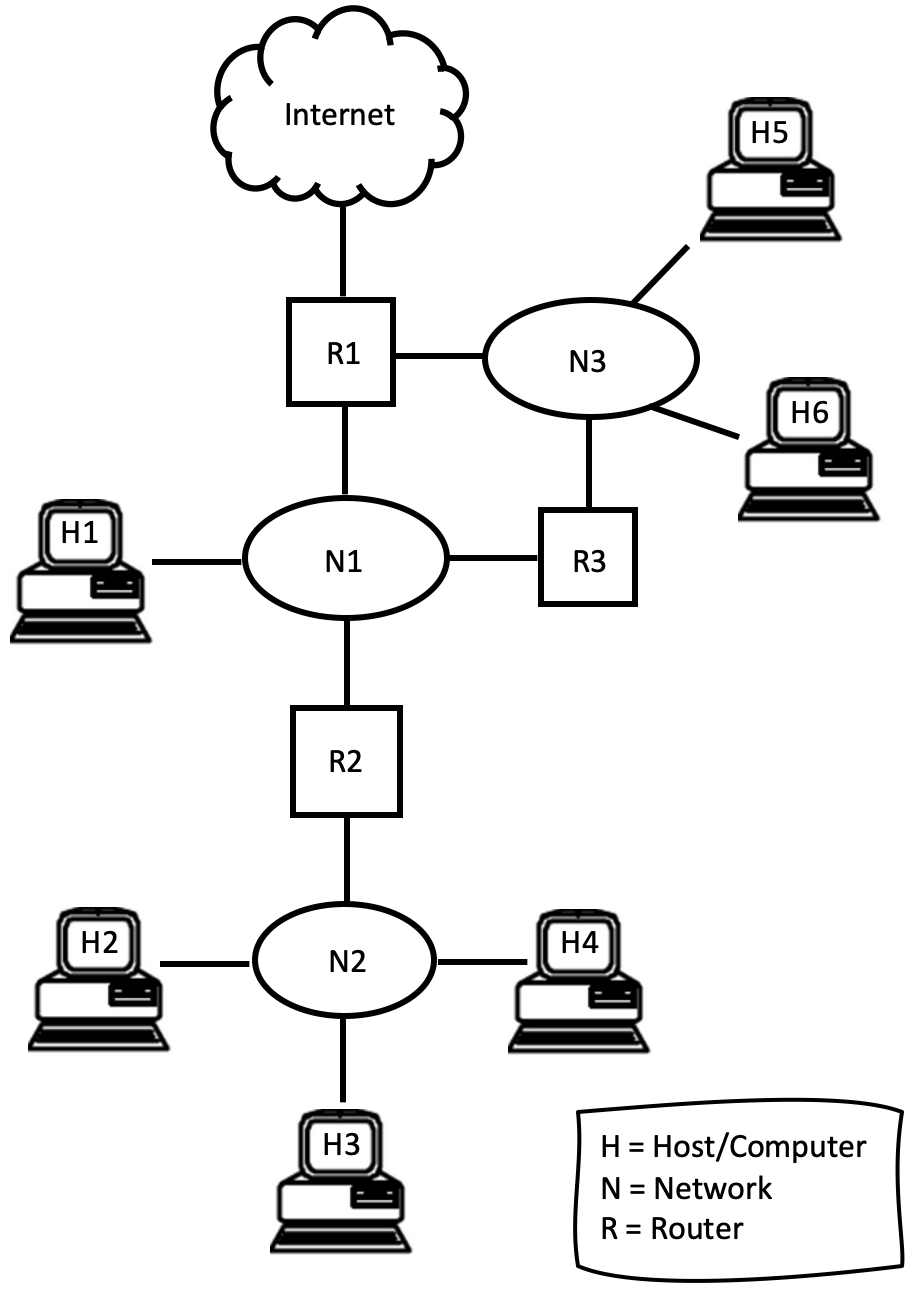 Internet
H5
R1
N3
H6
H1
N1
R3
R2
H2
N2
H4
H3
H = Host/Computer
N = Network
R = Router